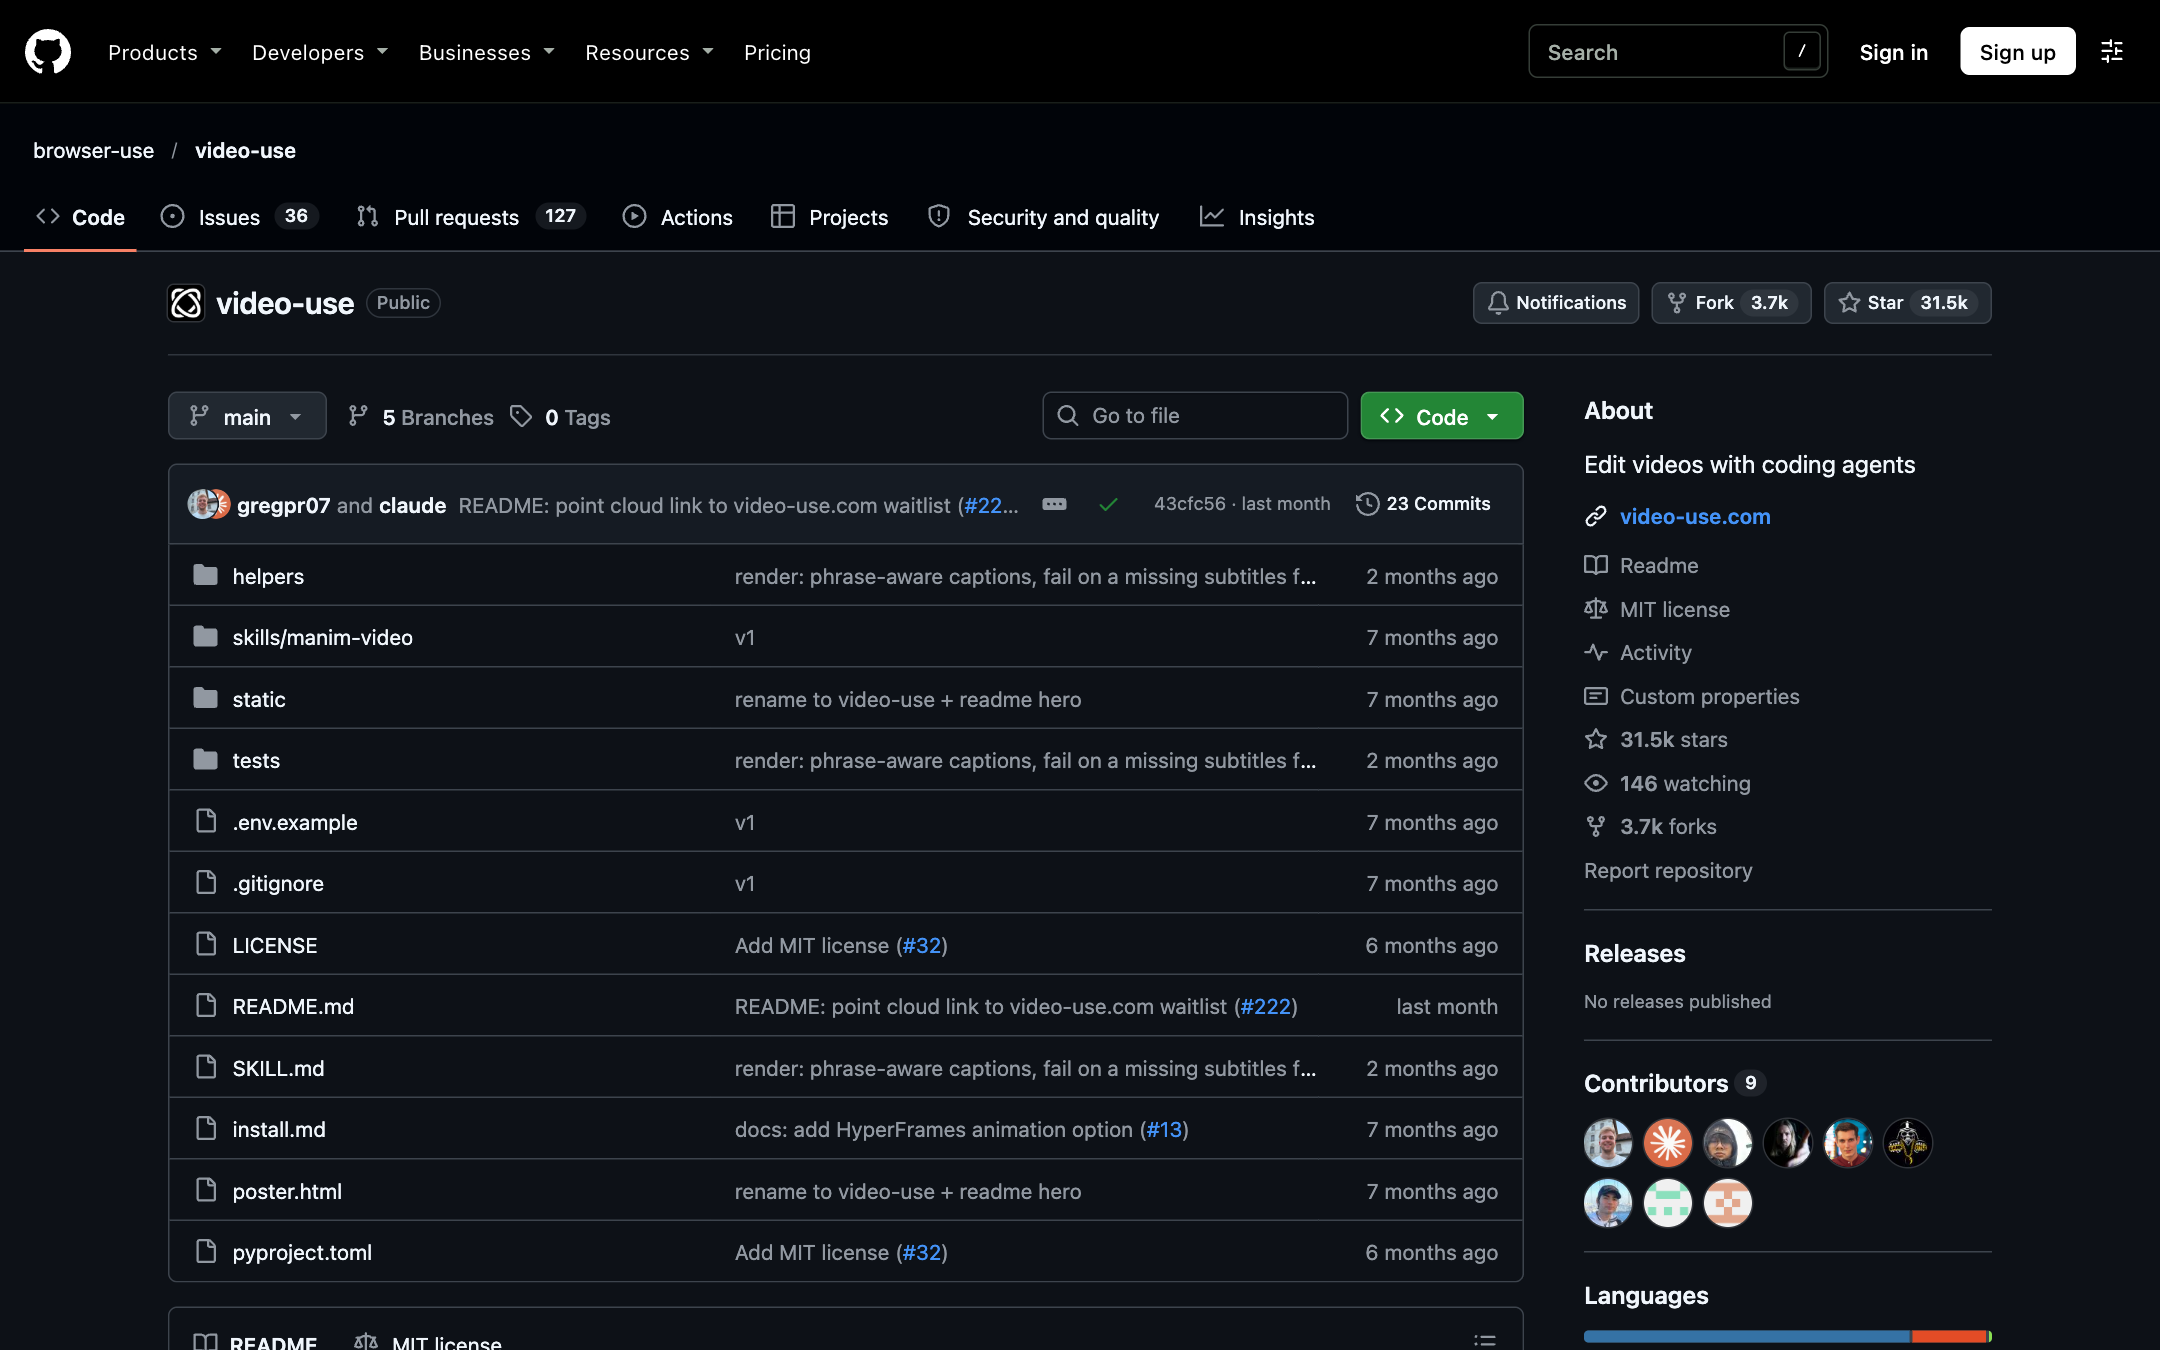 Products Developers Businesses Resources Pricing Search / Sign in Sign up
browser-use / video-use
Code Issues 36 Pull requests 127 Actions Projects Security and quality Insights
video-use Public Notifications Fork 3.7k Star 31.5k
main 5 Branches 0 Tags Go to file Code
gregpr07 and claude README: point cloud link to video-use.com waitlist (#22... 43cfc56 · last month 23 Commits
helpers render: phrase-aware captions, fail on a missing subtitles f... 2 months ago
skills/manim-video v1 7 months ago
static rename to video-use + readme hero 7 months ago
tests render: phrase-aware captions, fail on a missing subtitles f... 2 months ago
.env.example v1 7 months ago
.gitignore v1 7 months ago
LICENSE Add MIT license (#32) 6 months ago
README.md README: point cloud link to video-use.com waitlist (#222) last month
SKILL.md render: phrase-aware captions, fail on a missing subtitles f... 2 months ago
install.md docs: add HyperFrames animation option (#13) 7 months ago
poster.html rename to video-use + readme hero 7 months ago
pyproject.toml Add MIT license (#32) 6 months ago
README MIT license
About
Edit videos with coding agents
video-use.com
Readme
MIT license
Activity
Custom properties
31.5k stars
146 watching
3.7k forks
Report repository
Releases
No releases published
Contributors 9
Languages